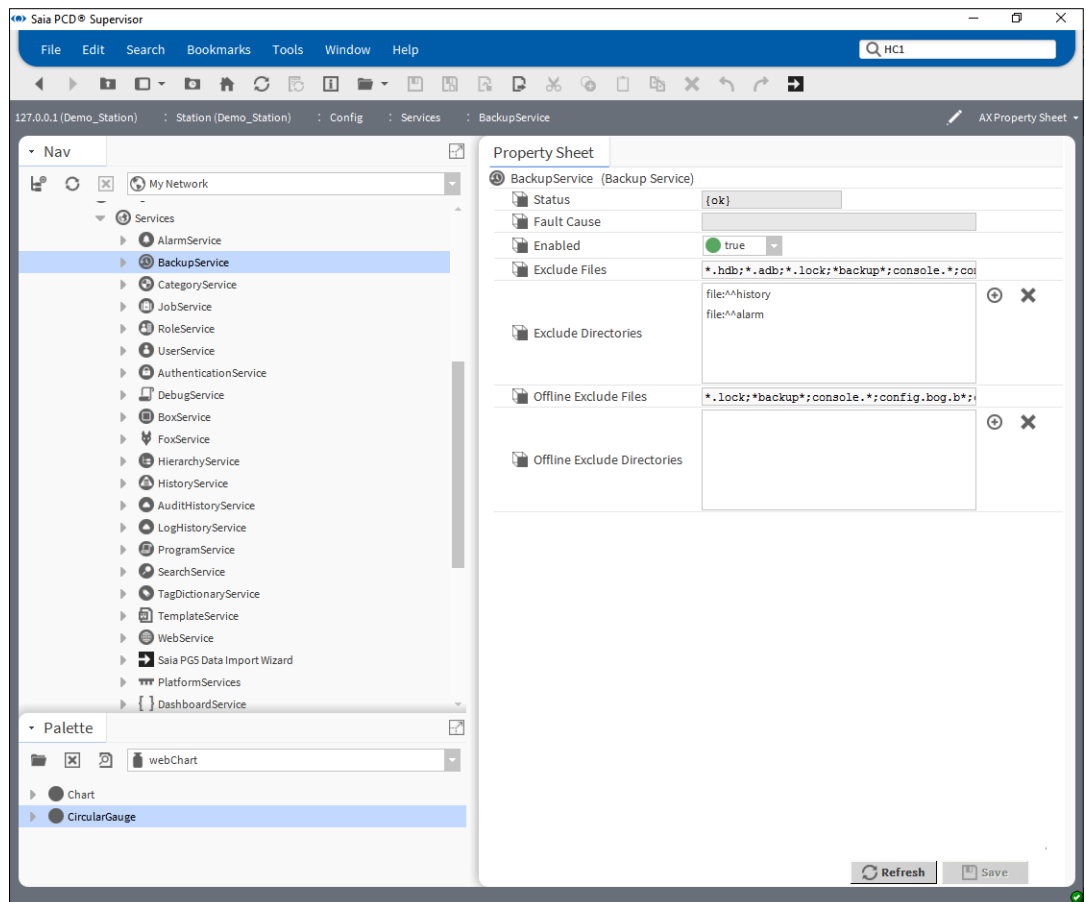 Saia PCD® Supervisor
File Edit Search Bookmarks Tools Window Help
HC1
127.0.0.1 (Demo_Station) : Station (Demo_Station) : Config : Services : BackupService
AX Property Sheet
Nav
My Network
Services
AlarmService
BackupService
CategoryService
JobService
RoleService
UserService
AuthenticationService
DebugService
BoxService
FoxService
HierarchyService
HistoryService
AuditHistoryService
LogHistoryService
ProgramService
SearchService
TagDictionaryService
TemplateService
WebService
Saia PG5 Data Import Wizard
PlatformServices
DashboardService
Palette
webChart
Chart
CircularGauge
Property Sheet
BackupService (Backup Service)
Status {ok}
Fault Cause
Enabled true
Exclude Files *.hdb;*.adb;*.lock;*backup*;console.*;co
file:^^history
file:^^alarm
Exclude Directories
Offline Exclude Files *.lock;*backup*;console.*;config.bog.b*;
Offline Exclude Directories
Refresh Save